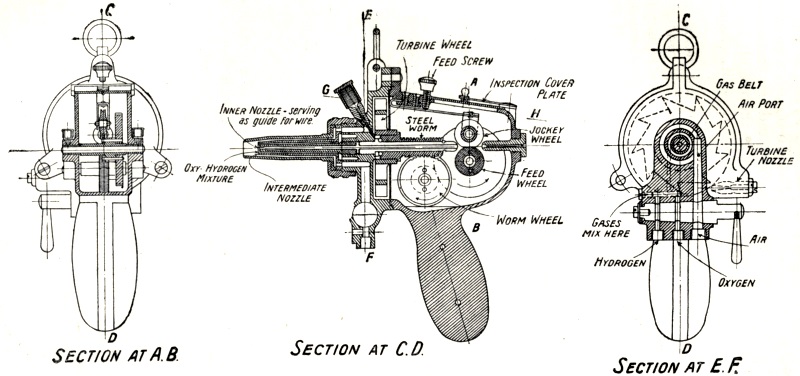 C
D
SECTION AT A.B.
E
TURBINE WHEEL
FEED SCREW
G
A
INSPECTION COVER
PLATE
H
INNER NOZZLE - SERVING
as GUIDE for WIRE.
STEEL
WORM
JOCKEY
WHEEL
OXY-HYDROGEN
MIXTURE
INTERMEDIATE
NOZZLE
FEED
WHEEL
WORM WHEEL
B
F
SECTION AT C.D.
C
GAS BELT
AIR PORT
TURBINE
NOZZLE
GASES
MIX HERE
AIR
HYDROGEN
OXYGEN
D
SECTION AT E.F.